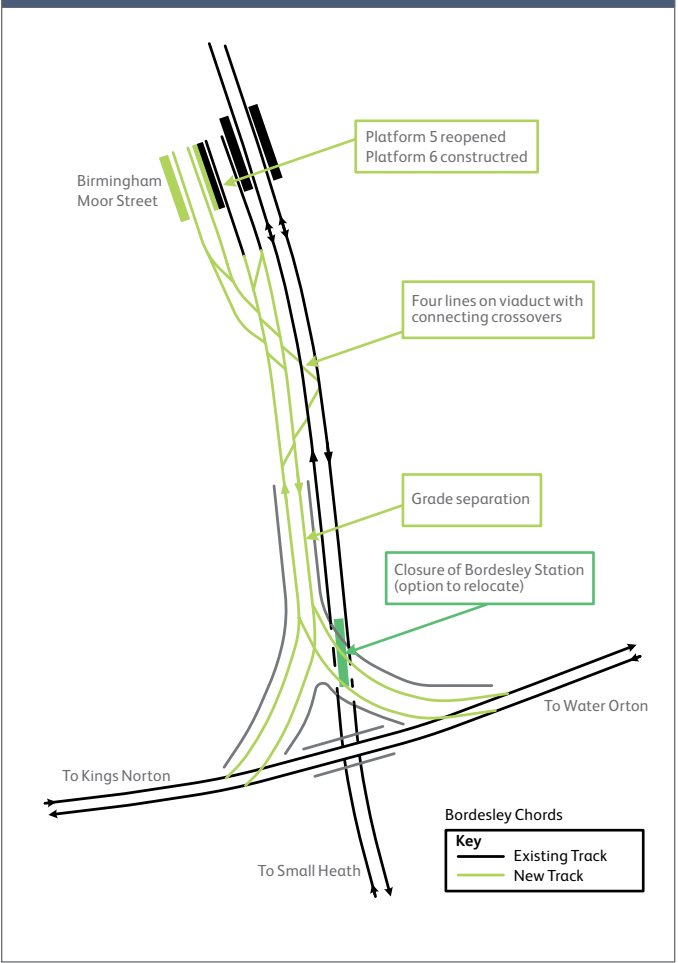 Platform 5 reopened
Platform 6 constructred
Birmingham
Moor Street
Four lines on viaduct with
connecting crossovers
Grade separation
Closure of Bordesley Station
(option to relocate)
To Water Orton
To Kings Norton
To Small Heath
Bordesley Chords
Key
Existing Track
New Track